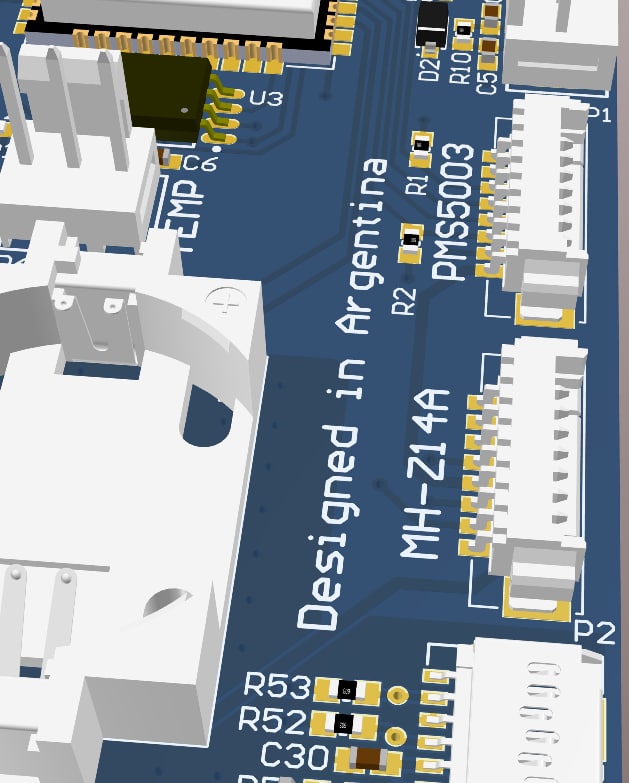 D2
R10
C5
U3
P1
C6
R1
PMS5003
TEMP
R2
Designed in Argentina
MH-Z14A
P2
R53
R52
C30